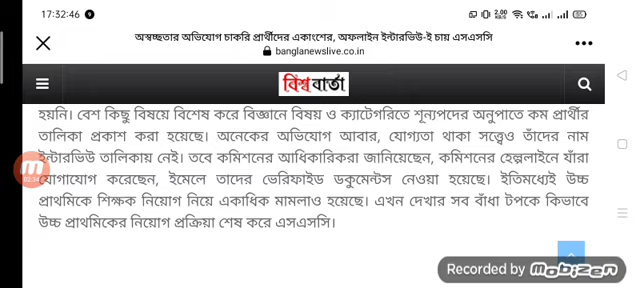 17:32:46
2.00
অস্বচ্ছতার অভিযোগ চাকরি প্রার্থীদের একাংশের, অফলাইন ইন্টারভিউ-ই চায় এসএসসি
banglanewslive.co.in
বিশ্ববার্তা
হয়নি। বেশ কিছু বিষয়ে বিশেষ করে বিজ্ঞানে বিষয় ও ক্যাটেগরিতে শূন্যপদের অনুপাতে কম প্রার্থীর
তালিকা প্রকাশ করা হয়েছে। অনেকের অভিযোগ আবার, যোগ্যতা থাকা সত্ত্বেও তাঁদের নাম
ইন্টারভিউ তালিকায় নেই। তবে কমিশনের আধিকারিকরা জানিয়েছেন, কমিশনের হেল্পলাইনে যাঁরা
যোগাযোগ করেছেন, ইমেলে তাদের ভেরিফাইড ডকুমেন্টস নেওয়া হয়েছে। ইতিমধ্যেই উচ্চ
প্রাথমিকে শিক্ষক নিয়োগ নিয়ে একাধিক মামলাও হয়েছে। এখন দেখার সব বাঁধা টপকে কিভাবে
উচ্চ প্রাথমিকের নিয়োগ প্রক্রিয়া শেষ করে এসএসসি।
Recorded by Mobizen